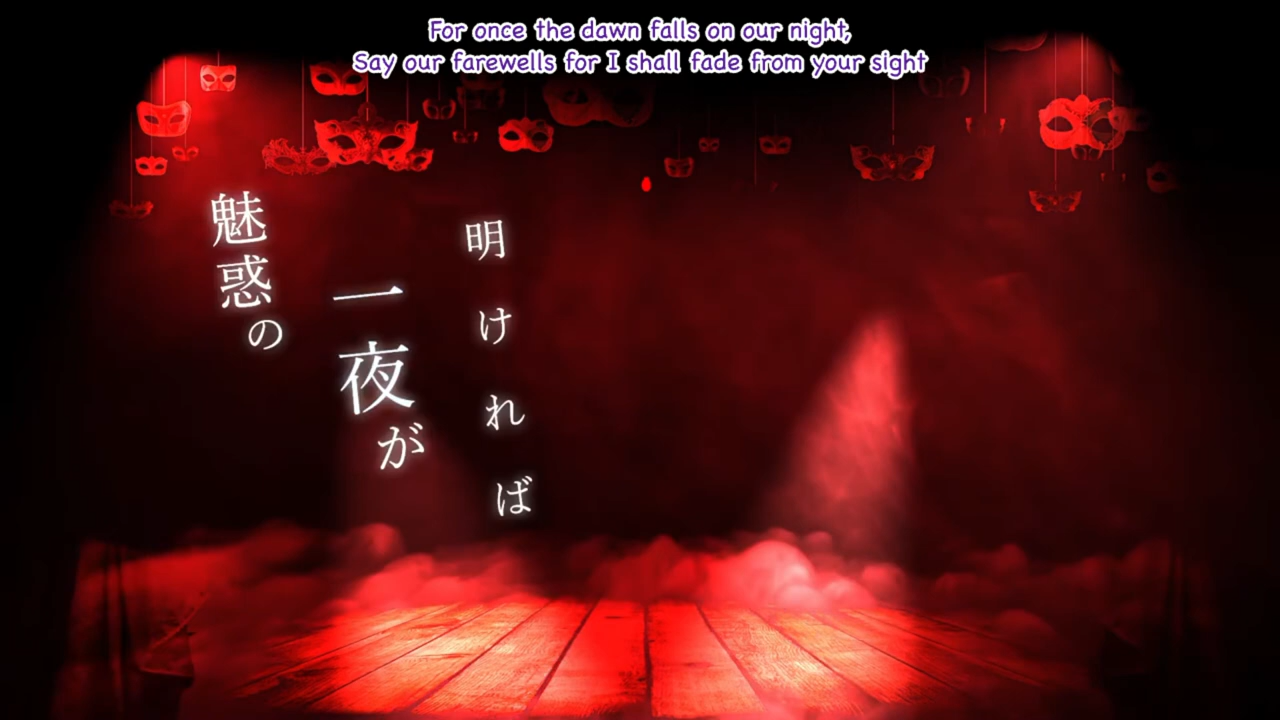 For once the dawn falls on our night,
Say our farewells for I shall fade from your sight
魅惑の
一夜が
明ければ